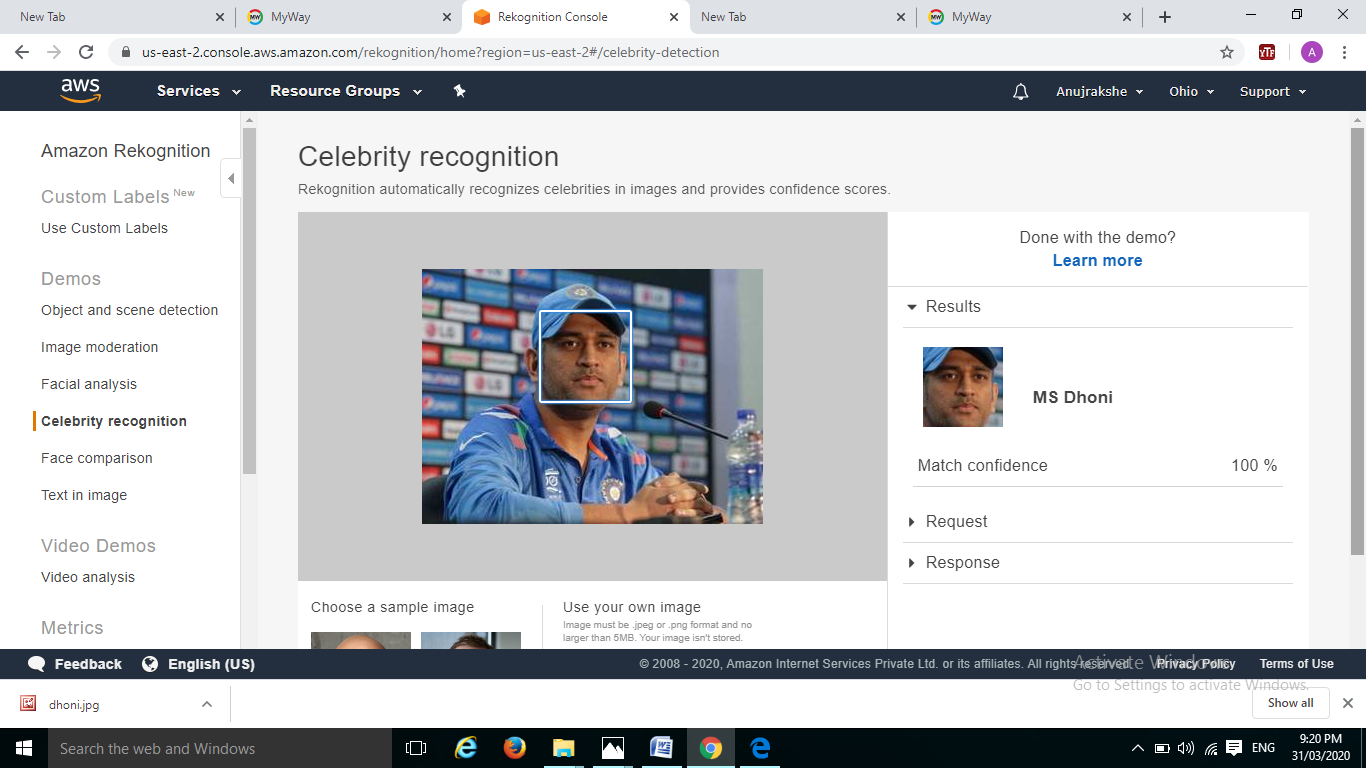 New Tab
MyWay
Rekognition Console
New Tab
MyWay
us-east-2.console.aws.amazon.com/rekognition/home?region=us-east-2#/celebrity-detection
YTF
A
aws
Services
Resource Groups
Anujrakshe
Ohio
Support
Amazon Rekognition
Custom Labels New
Use Custom Labels
Demos
Object and scene detection
Image moderation
Facial analysis
Celebrity recognition
Face comparison
Text in image
Video Demos
Video analysis
Metrics
Celebrity recognition
Rekognition automatically recognizes celebrities in images and provides confidence scores.
pepsi
LG
LG
LG
Choose a sample image
Use your own image
Image must be .jpeg or .png format and no
larger than 5MB. Your image isn't stored.
Done with the demo?
Learn more
Results
MS Dhoni
Match confidence 100 %
Request
Response
Feedback
English (US)
© 2008 - 2020, Amazon Internet Services Private Ltd. or its affiliates. All rights reserved.
Privacy Policy
Terms of Use
Activate Windows
Go to Settings to activate Windows.
dhoni.jpg
Show all
Search the web and Windows
ENG
9:20 PM
31/03/2020